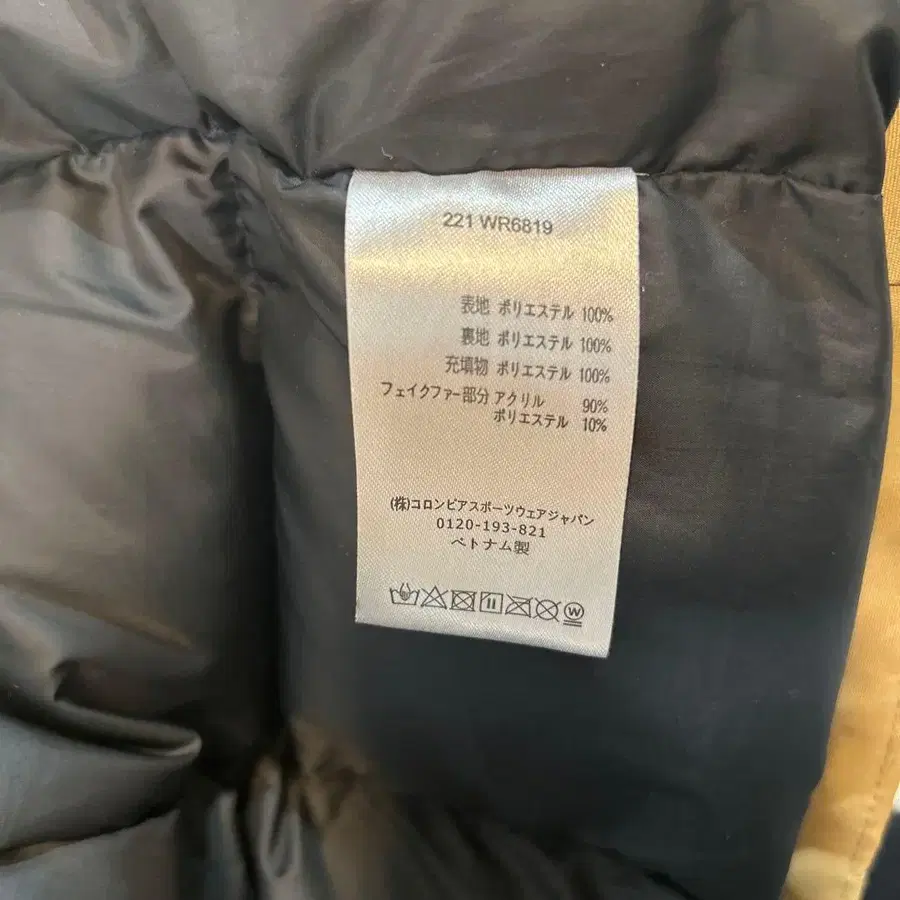 221 WR6819
表地 ポリエステル 100%
裏地 ポリエステル 100%
充填物 ポリエステル 100%
フェイクファー部分 アクリル 90%
ポリエステル 10%
(株)コロンビアスポーツウェアジャパン
0120-193-821
ベトナム製
W